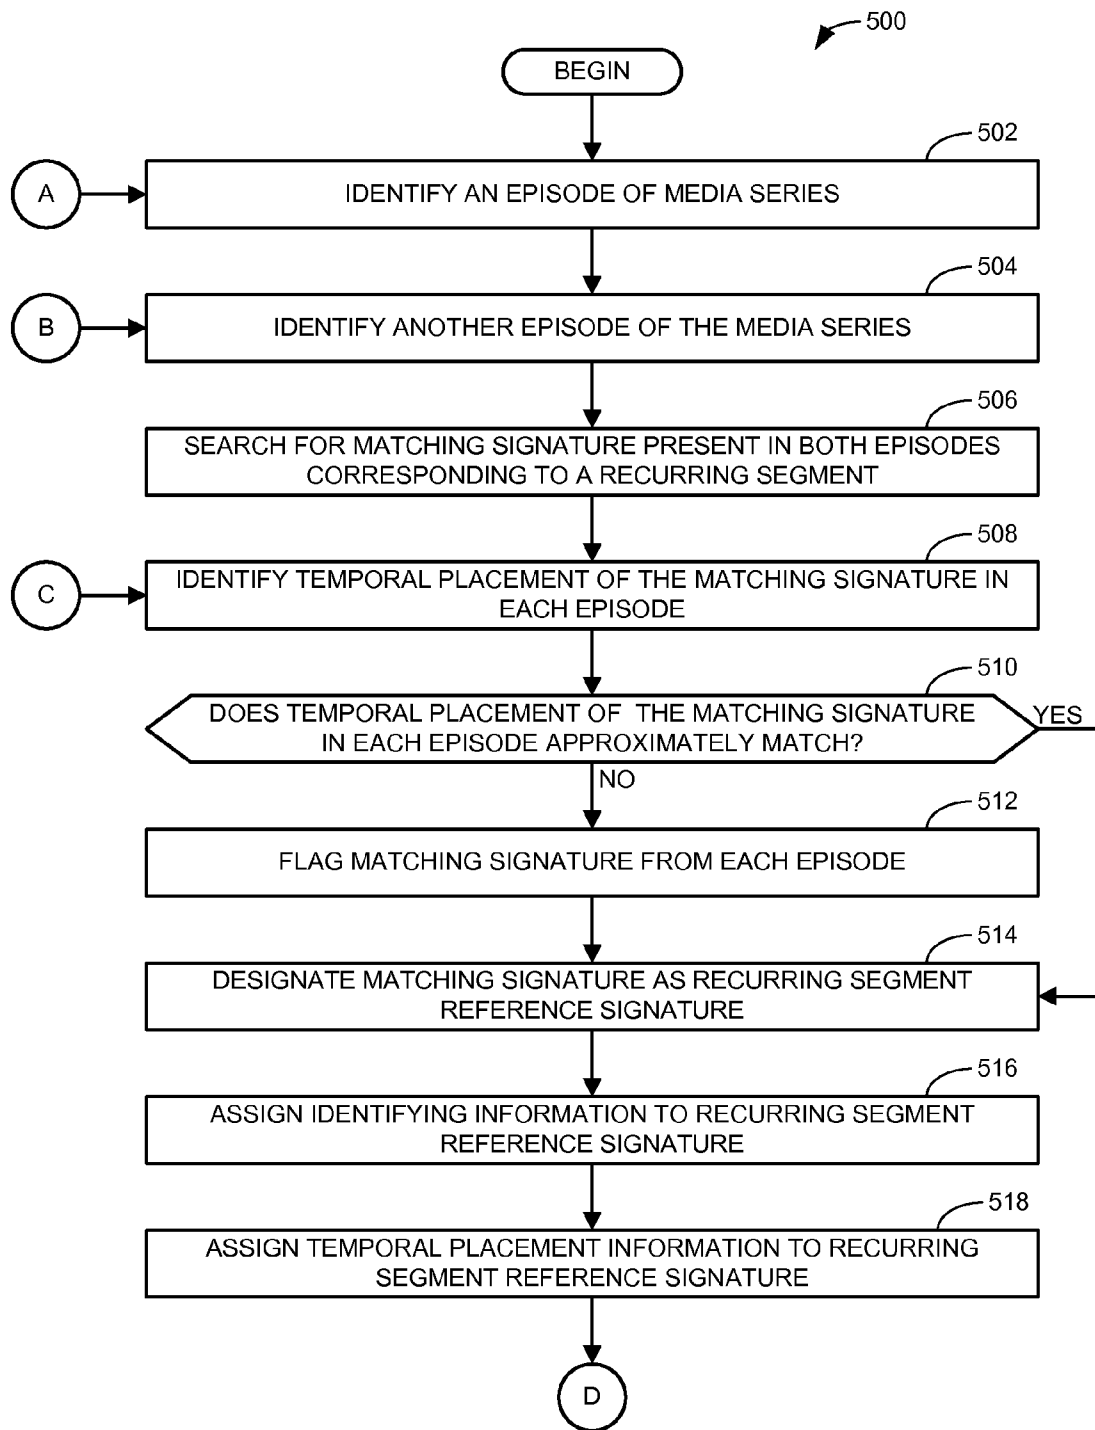 500
BEGIN
502
A
IDENTIFY AN EPISODE OF MEDIA SERIES
504
B
IDENTIFY ANOTHER EPISODE OF THE MEDIA SERIES
506
SEARCH FOR MATCHING SIGNATURE PRESENT IN BOTH EPISODES
CORRESPONDING TO A RECURRING SEGMENT
508
C
IDENTIFY TEMPORAL PLACEMENT OF THE MATCHING SIGNATURE IN
EACH EPISODE
510
DOES TEMPORAL PLACEMENT OF THE MATCHING SIGNATURE
IN EACH EPISODE APPROXIMATELY MATCH?
YES
NO
512
FLAG MATCHING SIGNATURE FROM EACH EPISODE
514
DESIGNATE MATCHING SIGNATURE AS RECURRING SEGMENT
REFERENCE SIGNATURE
516
ASSIGN IDENTIFYING INFORMATION TO RECURRING SEGMENT
REFERENCE SIGNATURE
518
ASSIGN TEMPORAL PLACEMENT INFORMATION TO RECURRING
SEGMENT REFERENCE SIGNATURE
D